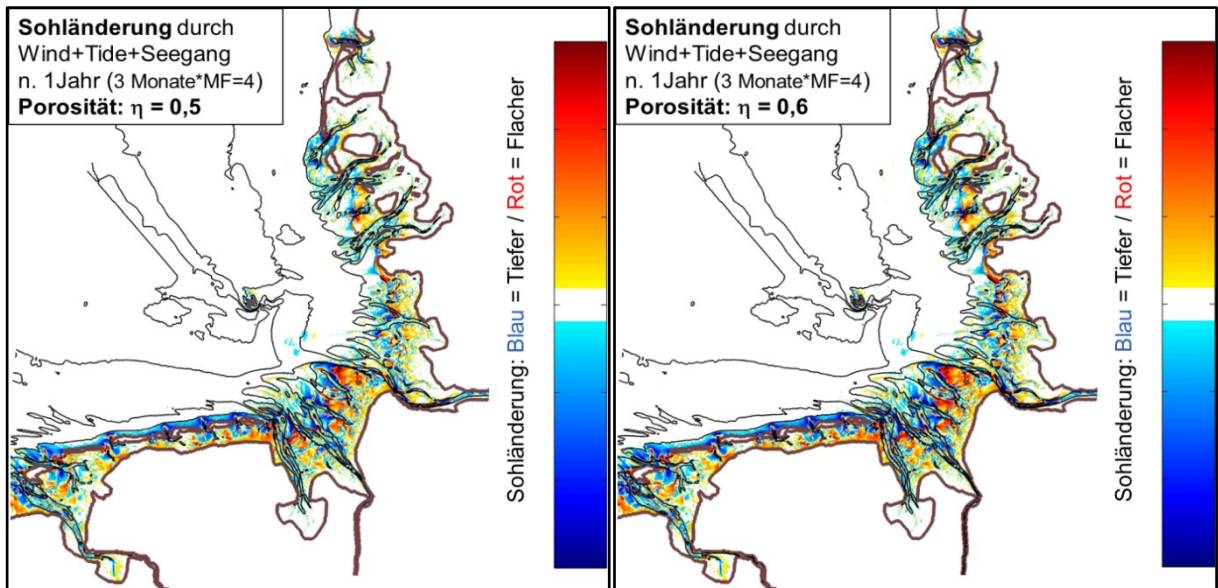 Sohländerung durch
Wind+Tide+Seegang
n. 1Jahr (3 Monate*MF=4)
Porosität: η = 0,5
Sohländerung: Blau = Tiefer / Rot = Flacher
Sohländerung durch
Wind+Tide+Seegang
n. 1Jahr (3 Monate*MF=4)
Porosität: η = 0,6
Sohländerung: Blau = Tiefer / Rot = Flacher